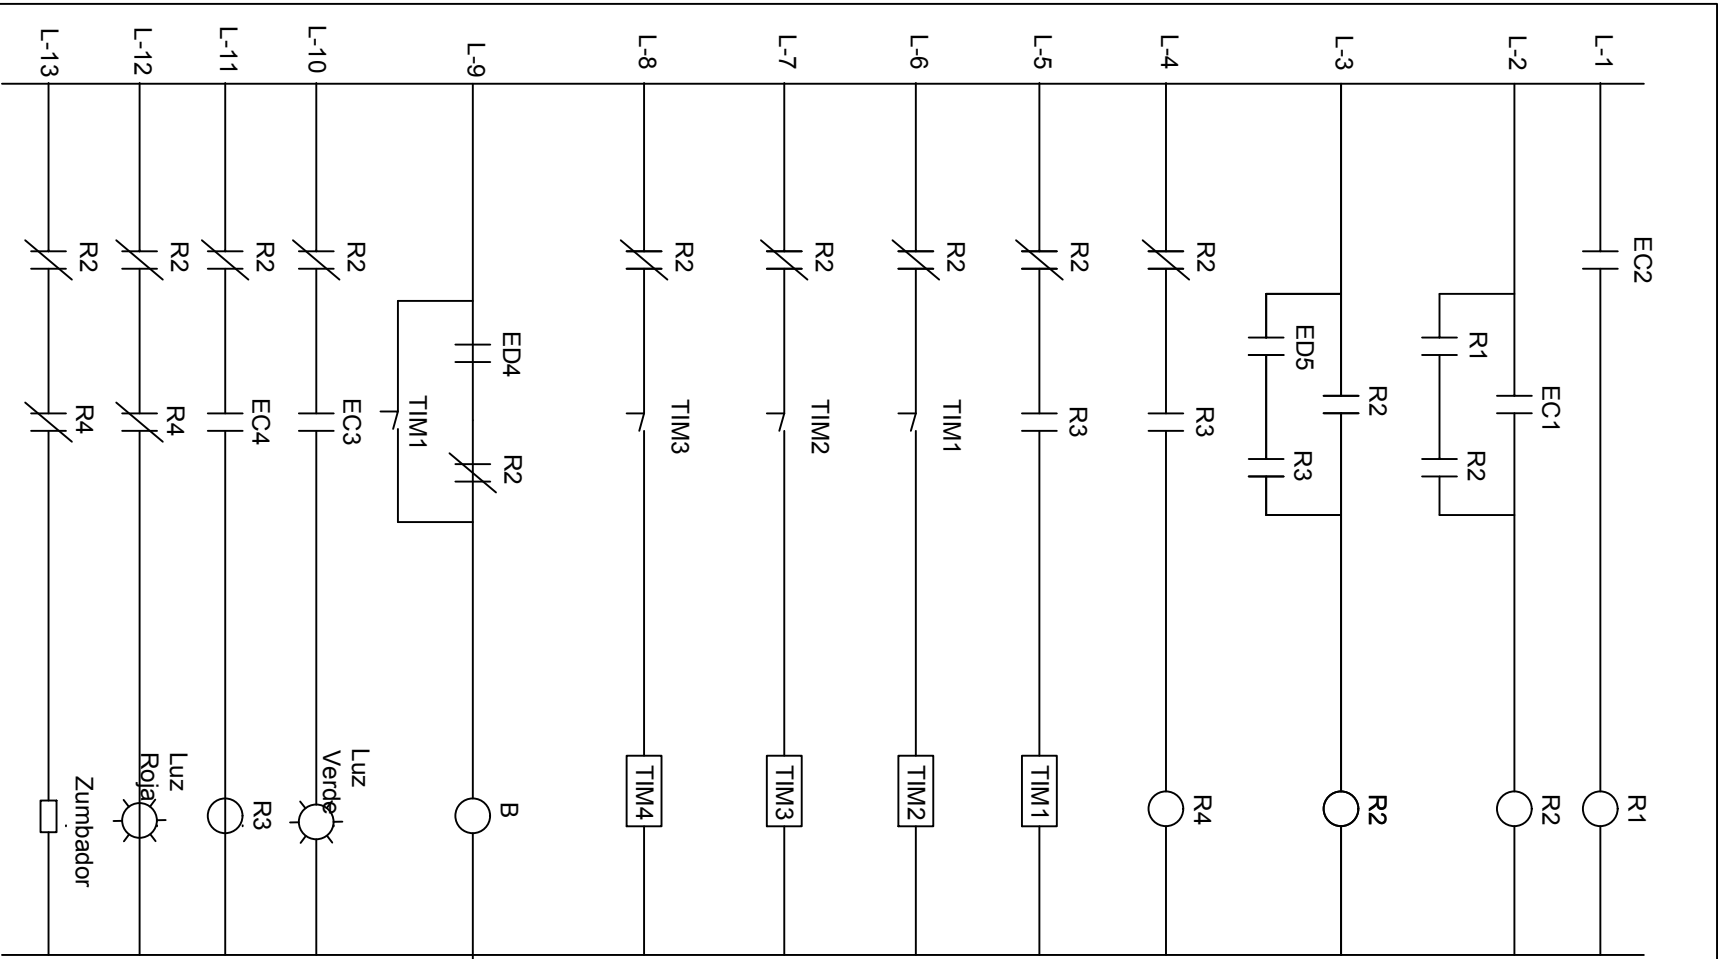 L-1
EC2
R1
L-2
R1
EC1
R2
R2
L-3
ED5
R2
R3
R2
L-4
R2
R3
R4
L-5
R2
R3
TIM1
L-6
R2
TIM1
TIM2
L-7
R2
TIM2
TIM3
L-8
R2
TIM3
TIM4
L-9
ED4
TIM1
R2
B
L-10
R2
EC3
Luz
Verde
L-11
R2
EC4
R3
L-12
R2
R4
Luz
Roja
L-13
R2
R4
Zumbador